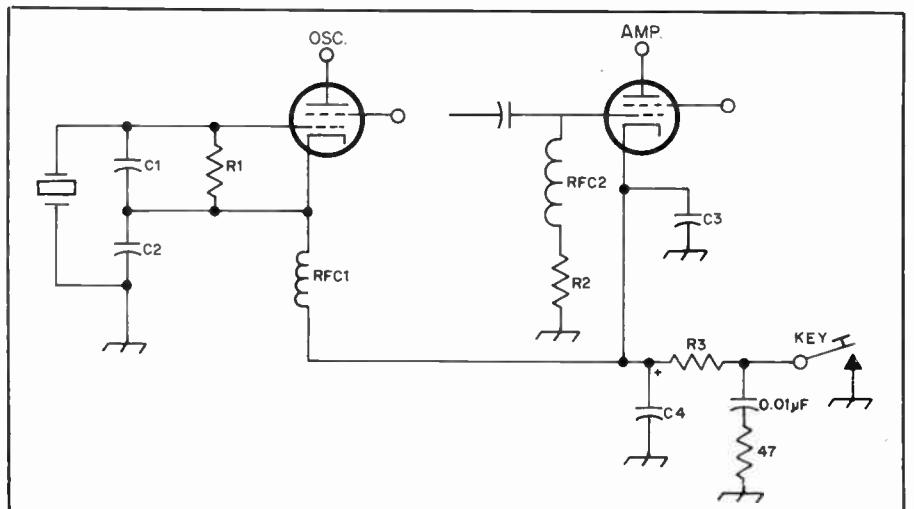 OSC.
AMP.
C1
R1
RFC2
C3
C2
RFC1
R2
R3
KEY
+
C4
0.01µF
47